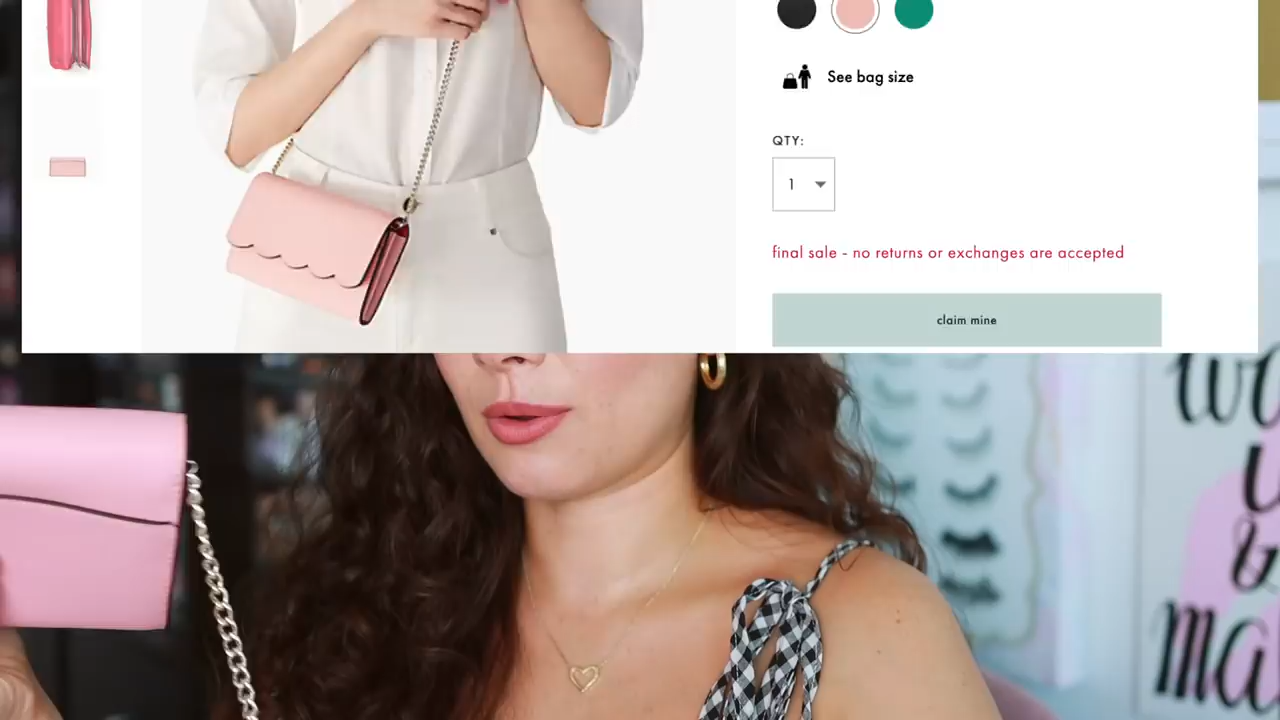 See bag size
QTY:
1
final sale - no returns or exchanges are accepted
claim mine
&